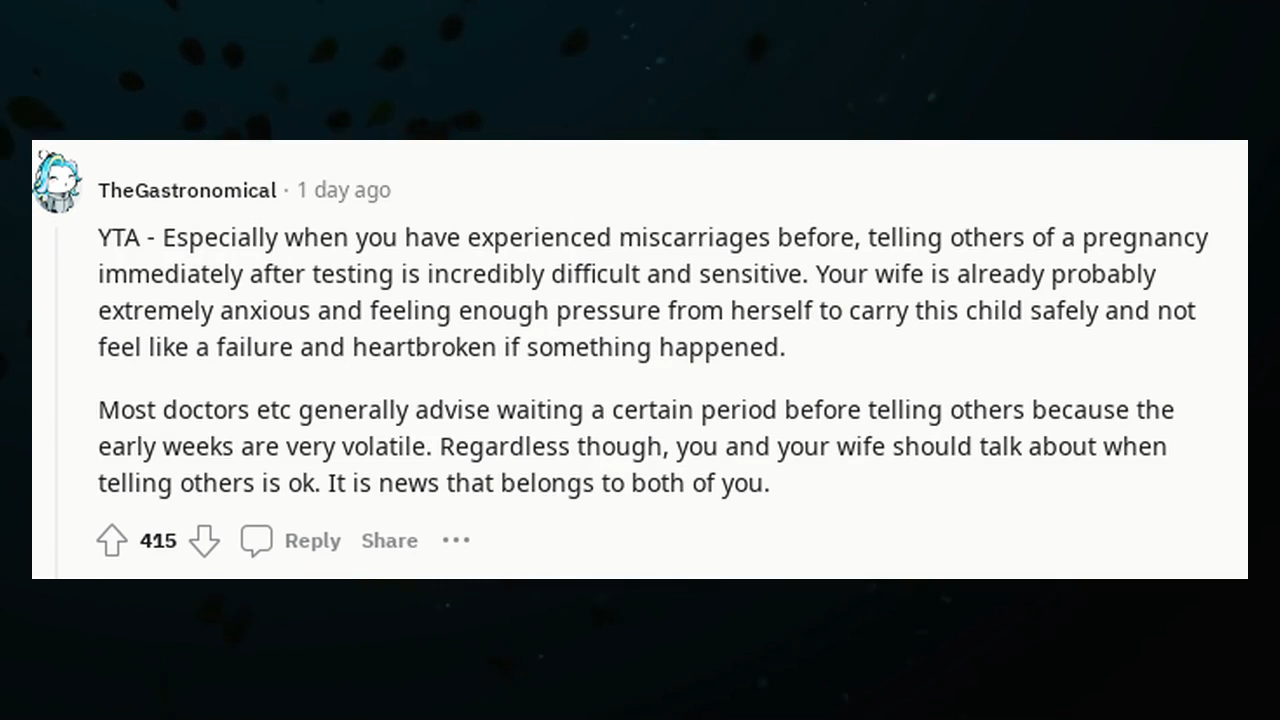 TheGastronomical · 1 day ago
YTA - Especially when you have experienced miscarriages before, telling others of a pregnancy
immediately after testing is incredibly difficult and sensitive. Your wife is already probably
extremely anxious and feeling enough pressure from herself to carry this child safely and not
feel like a failure and heartbroken if something happened.
Most doctors etc generally advise waiting a certain period before telling others because the
early weeks are very volatile. Regardless though, you and your wife should talk about when
telling others is ok. It is news that belongs to both of you.
415 Reply Share ···